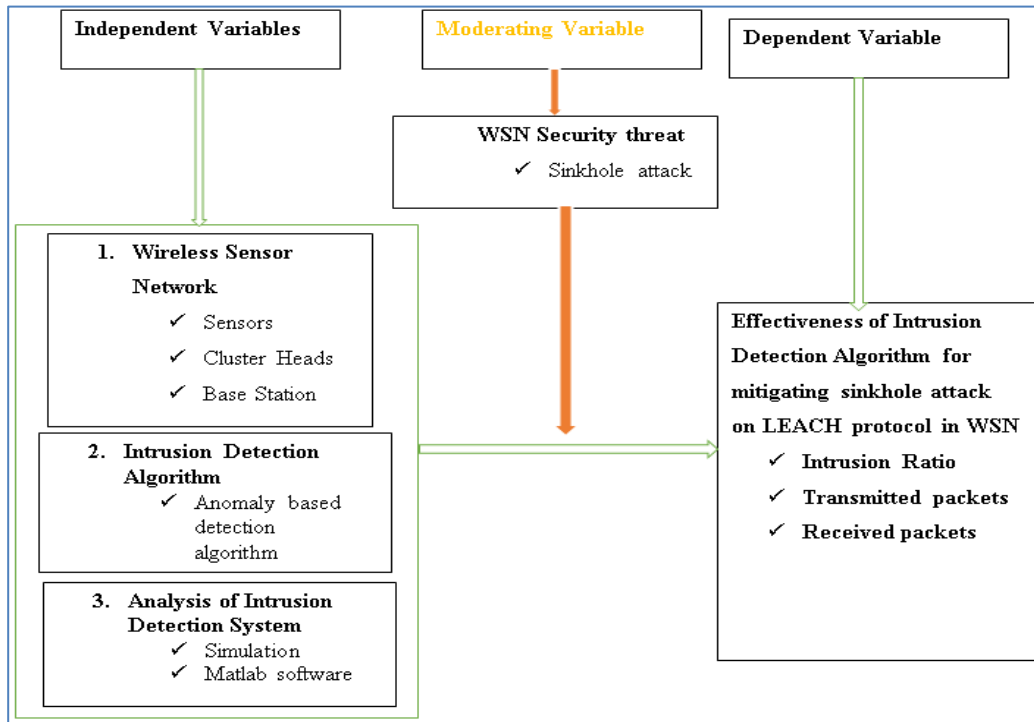 Independent Variables
Moderating Variable
Dependent Variable
WSN Security threat
✓ Sinkhole attack
1. Wireless Sensor
Network
✓ Sensors
✓ Cluster Heads
✓ Base Station
2. Intrusion Detection
Algorithm
✓ Anomaly based
detection
algorithm
3. Analysis of Intrusion
Detection System
✓ Simulation
✓ Matlab software
Effectiveness of Intrusion
Detection Algorithm for
mitigating sinkhole attack
on LEACH protocol in WSN
✓ Intrusion Ratio
✓ Transmitted packets
✓ Received packets